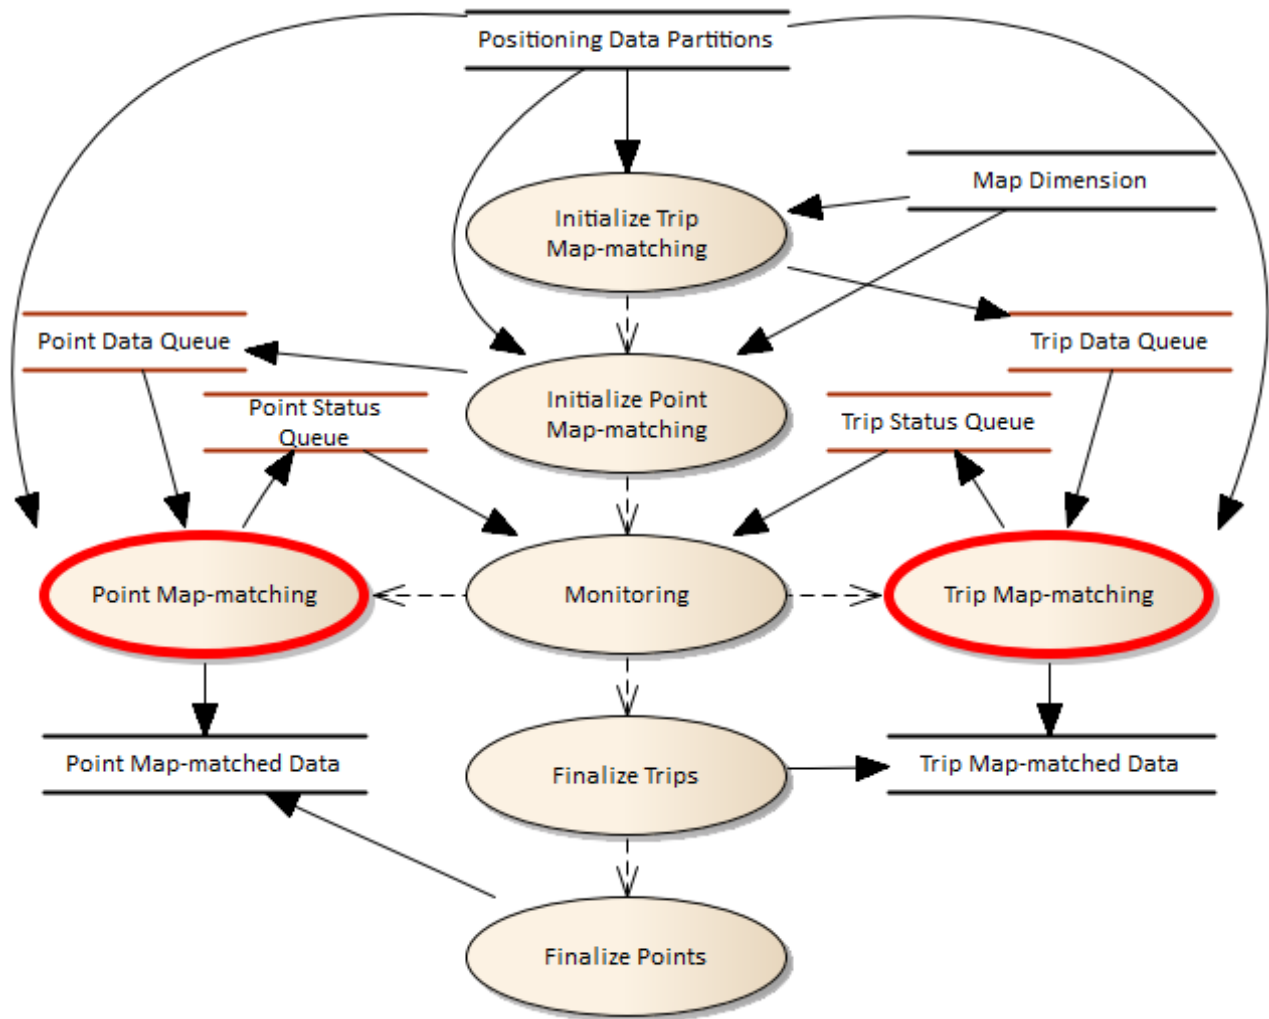 Positioning Data Partitions
Map Dimension
Initialize Trip
Map-matching
Point Data Queue
Trip Data Queue
Point Status
Queue
Initialize Point
Map-matching
Trip Status Queue
Point Map-matching
Monitoring
Trip Map-matching
Point Map-matched Data
Finalize Trips
Trip Map-matched Data
Finalize Points